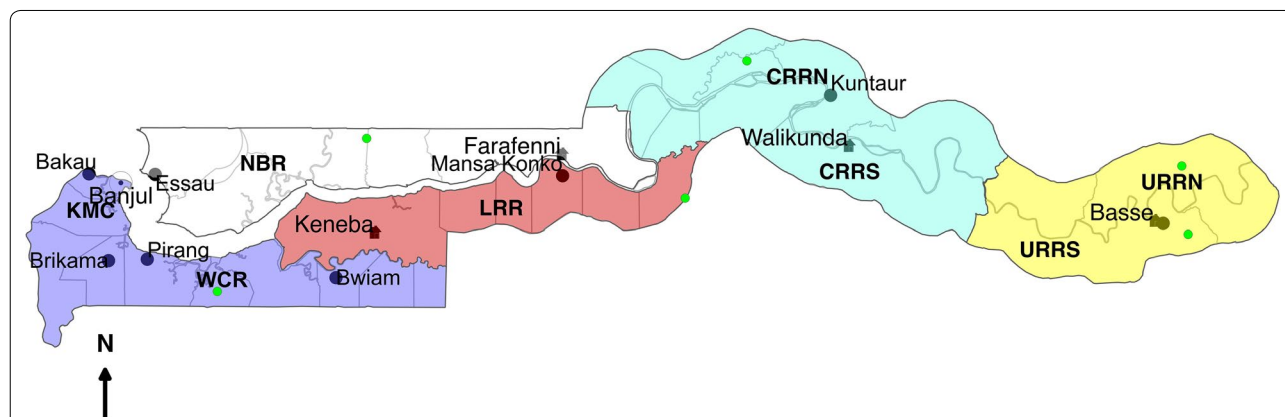 CRRN
Kuntaur
Walikunda
CRRS
Farafenni
Mansa Konko
NBR
Bakau
Essau
Banjul
KMC
LRR
URRN
Basse
URRS
Keneba
Pirang
Brikama
WCR
Bwiam
N